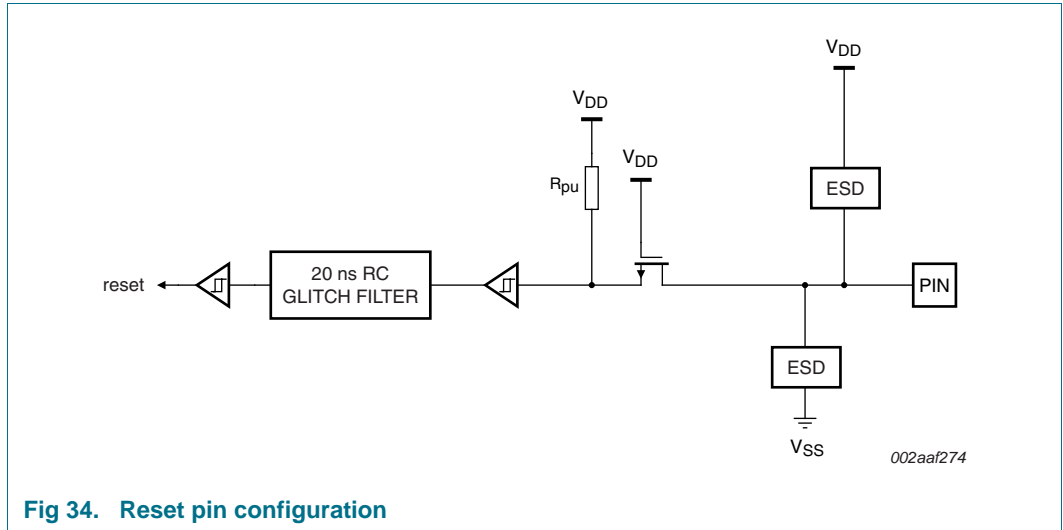 VDD
VDD
VDD
Rpu
ESD
reset
20 ns RC
GLITCH FILTER
PIN
ESD
VSS
002aaf274
Fig 34. Reset pin configuration